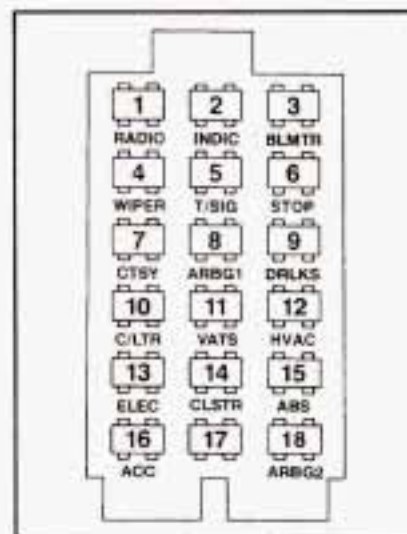 1 2 3
RADIO INDIC BLMTR
4 5 6
WIPER T/SIG STOP
7 8 9
CTSY ARBG1 DRLKS
10 11 12
C/LTR VATS HVAC
13 14 15
ELEC CLSTR ABS
16 17 18
ACC ARBG2